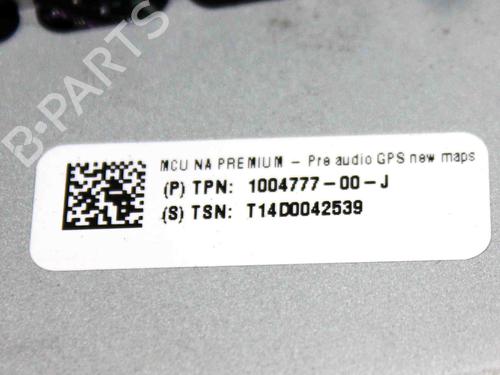 B-PARTS
MCU NA PREMIUM - Pre audio GPS new maps
(P) TPN: 1004777-00-J
(S) TSN: T14D0042539